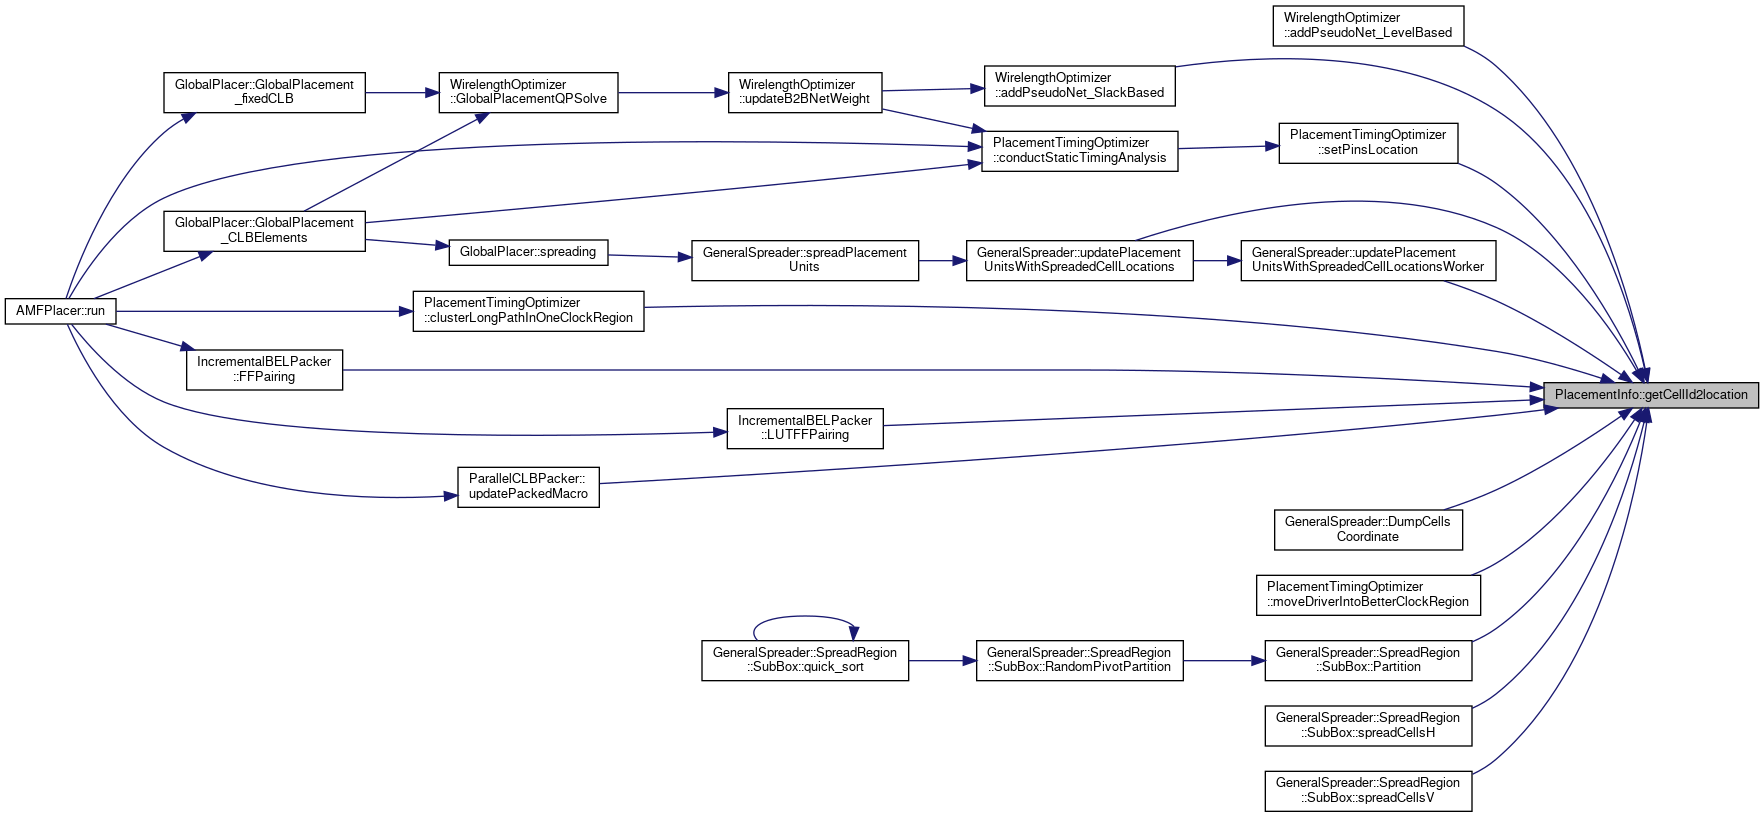 WirelengthOptimizer
::addPseudoNet_LevelBased
GlobalPlacer::GlobalPlacement
_fixedCLB
WirelengthOptimizer
::GlobalPlacementQPSolve
WirelengthOptimizer
::updateB2BNetWeight
WirelengthOptimizer
::addPseudoNet_SlackBased
PlacementTimingOptimizer
::conductStaticTimingAnalysis
PlacementTimingOptimizer
::setPinsLocation
GlobalPlacer::GlobalPlacement
_CLBElements
GlobalPlacer::spreading
GeneralSpreader::spreadPlacement
Units
GeneralSpreader::updatePlacement
UnitsWithSpreadedCellLocations
GeneralSpreader::updatePlacement
UnitsWithSpreadedCellLocationsWorker
AMFPlacer::run
PlacementTimingOptimizer
::clusterLongPathInOneClockRegion
IncrementalBELPacker
::FFPairing
PlacementInfo::getCellId2location
IncrementalBELPacker
::LUTFFPairing
ParallelCLBPacker::
updatePackedMacro
GeneralSpreader::DumpCells
Coordinate
PlacementTimingOptimizer
::moveDriverIntoBetterClockRegion
GeneralSpreader::SpreadRegion
::SubBox::quick_sort
GeneralSpreader::SpreadRegion
::SubBox::RandomPivotPartition
GeneralSpreader::SpreadRegion
::SubBox::Partition
GeneralSpreader::SpreadRegion
::SubBox::spreadCellsH
GeneralSpreader::SpreadRegion
::SubBox::spreadCellsV